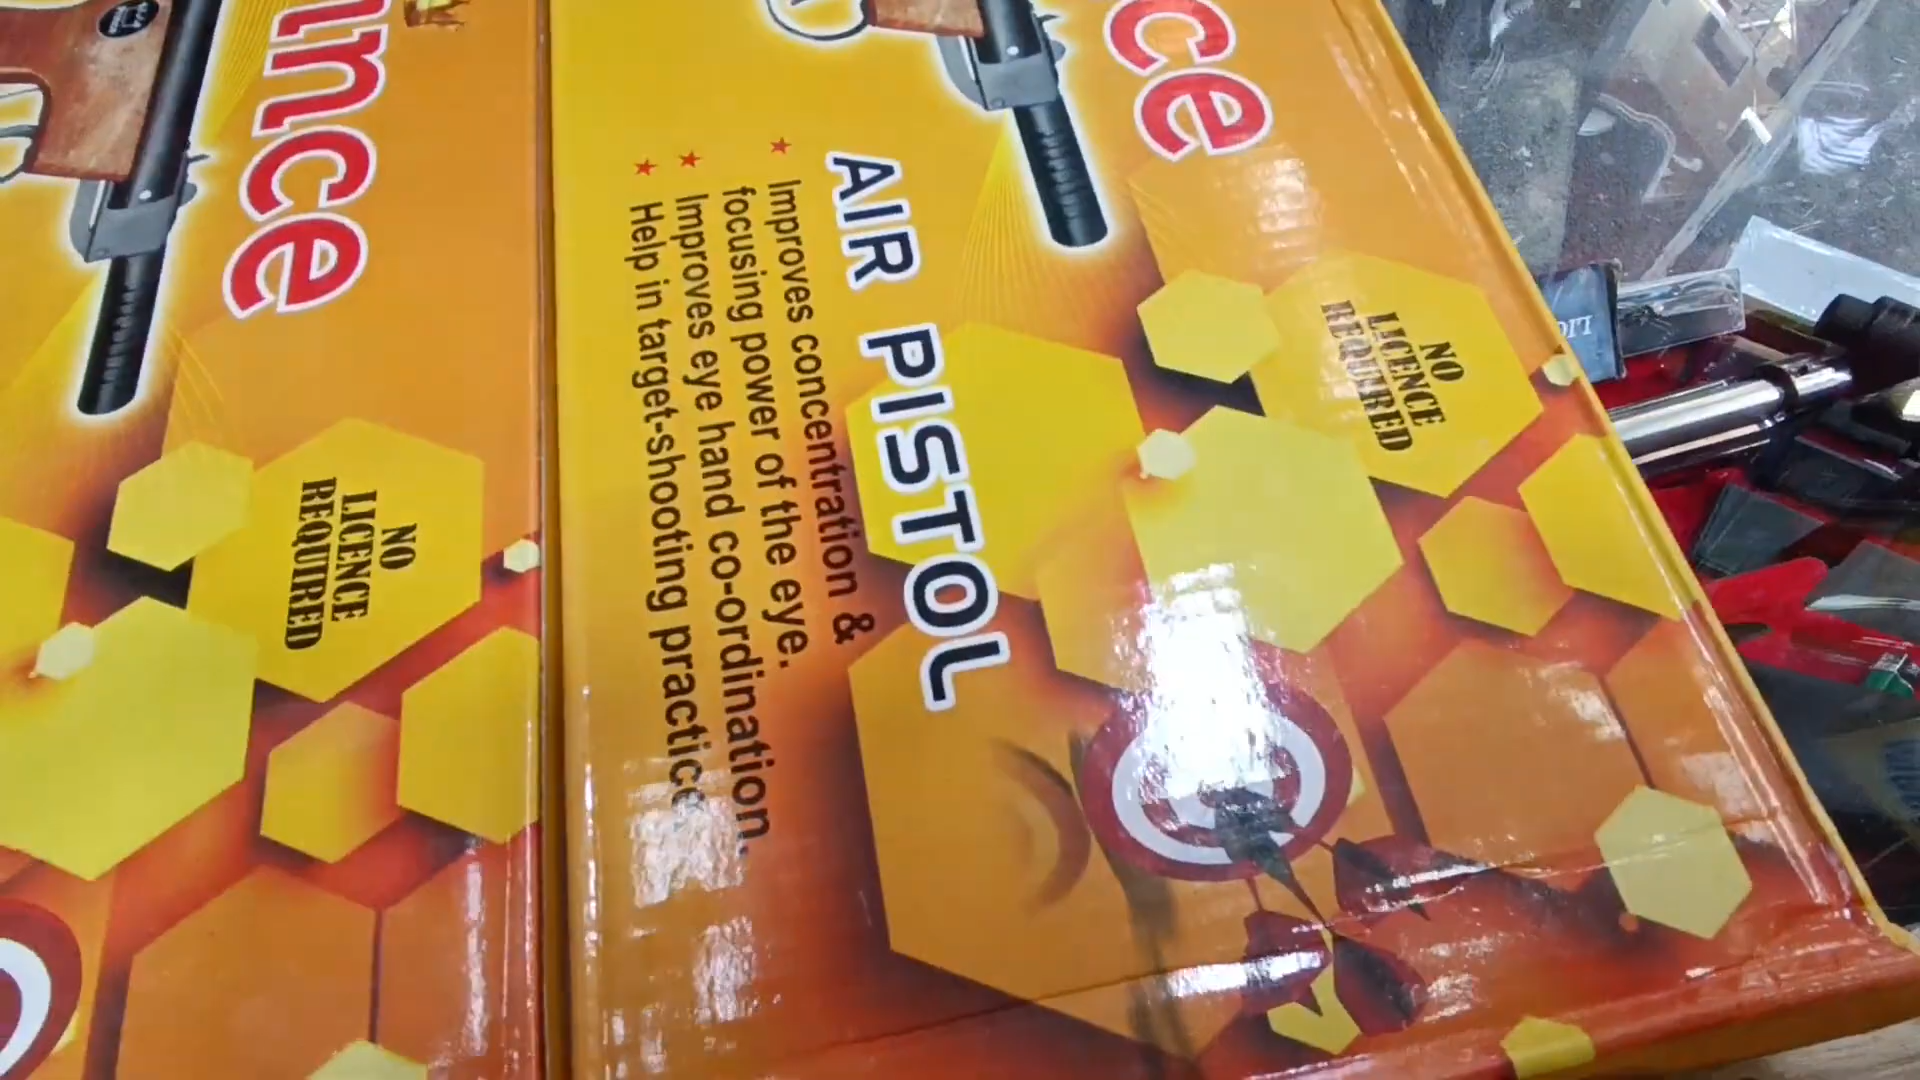 ince
NO
LICENCE
REQUIRED
ce
AIR PISTOL
★ Improves concentration &
focusing power of the eye.
★ Improves eye hand co-ordination.
★ Help in target-shooting practice
NO
LICENCE
REQUIRED